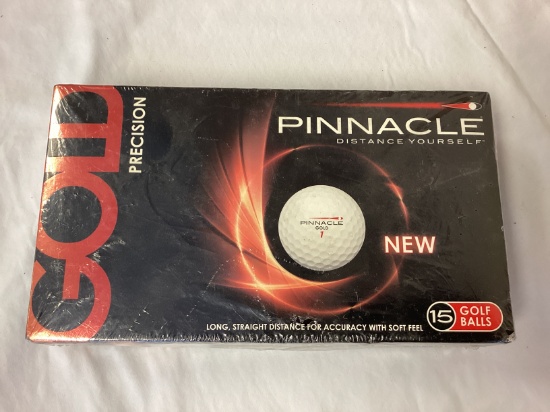 GOLD
PRECISION
PINNACLE
DISTANCE YOURSELF
PINNACLE
GOLD
1
NEW
LONG, STRAIGHT DISTANCE FOR ACCURACY WITH SOFT FEEL
15 GOLF
BALLS